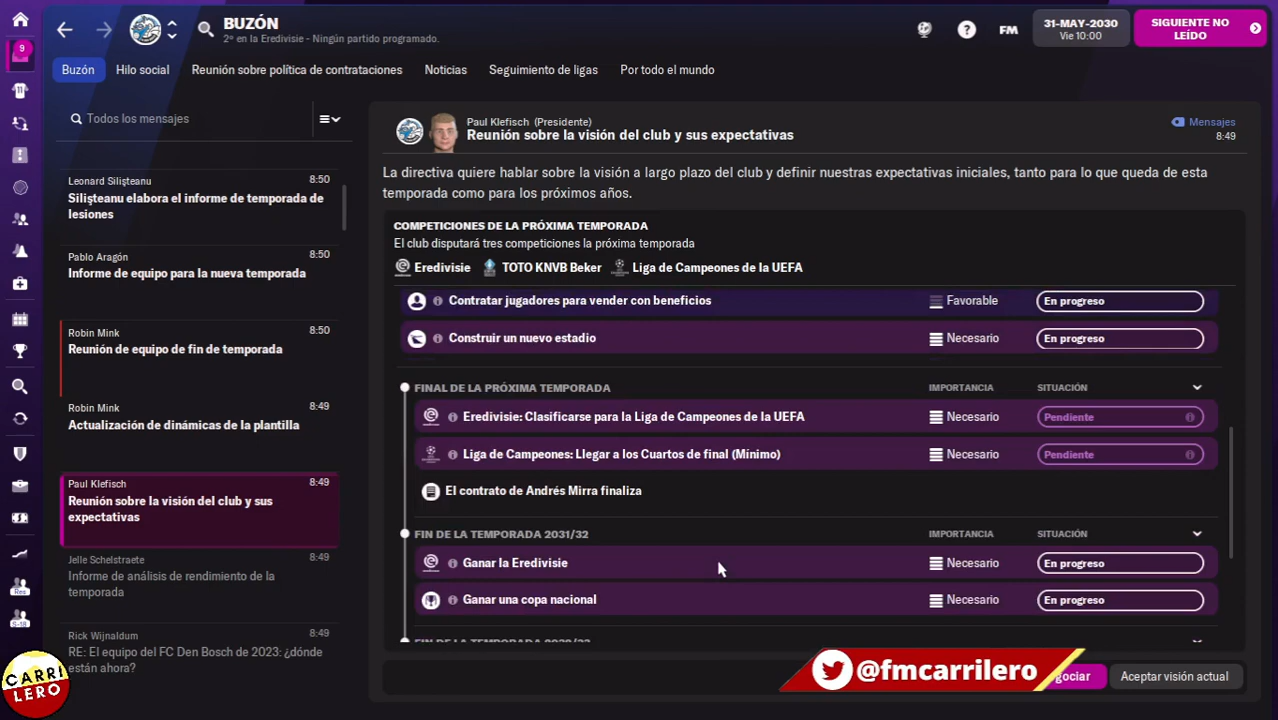 9
BUZÓN
2º en la Eredivisie - Ningún partido programado.
?
FM
31-MAY-2030
Vie 10:00
SIGUIENTE NO
LEÍDO
Buzón
Hilo social
Reunión sobre política de contrataciones
Noticias
Seguimiento de ligas
Por todo el mundo
Todos los mensajes
Leonard Silișteanu
8:50
Silișteanu elabora el informe de temporada de
lesiones
Pablo Aragón
8:50
Informe de equipo para la nueva temporada
Robin Mink
8:50
Reunión de equipo de fin de temporada
Robin Mink
8:49
Actualización de dinámicas de la plantilla
Paul Klefisch
8:49
Reunión sobre la visión del club y sus
expectativas
Jelle Schelstraete
8:49
Informe de análisis de rendimiento de la
temporada
Rick Wijnaldum
8:49
RE: El equipo del FC Den Bosch de 2023: ¿dónde
están ahora?
Res
S-18
CARRI
LERO
Paul Klefisch (Presidente)
Reunión sobre la visión del club y sus expectativas
Mensajes
8:49
La directiva quiere hablar sobre la visión a largo plazo del club y definir nuestras expectativas iniciales, tanto para lo que queda de esta
temporada como para los próximos años.
COMPETICIONES DE LA PRÓXIMA TEMPORADA
El club disputará tres competiciones la próxima temporada
Eredivisie TOTO KNVB Beker Liga de Campeones de la UEFA
Contratar jugadores para vender con beneficios Favorable En progreso
Construir un nuevo estadio Necesario En progreso
FINAL DE LA PRÓXIMA TEMPORADA IMPORTANCIA SITUACIÓN
Eredivisie: Clasificarse para la Liga de Campeones de la UEFA Necesario Pendiente
Liga de Campeones: Llegar a los Cuartos de final (Mínimo) Necesario Pendiente
El contrato de Andrés Mirra finaliza
FIN DE LA TEMPORADA 2031/32 IMPORTANCIA SITUACIÓN
Ganar la Eredivisie Necesario En progreso
Ganar una copa nacional Necesario En progreso
FIN DE LA TEMPORADA
@fmcarrilero
gociar
Aceptar visión actual